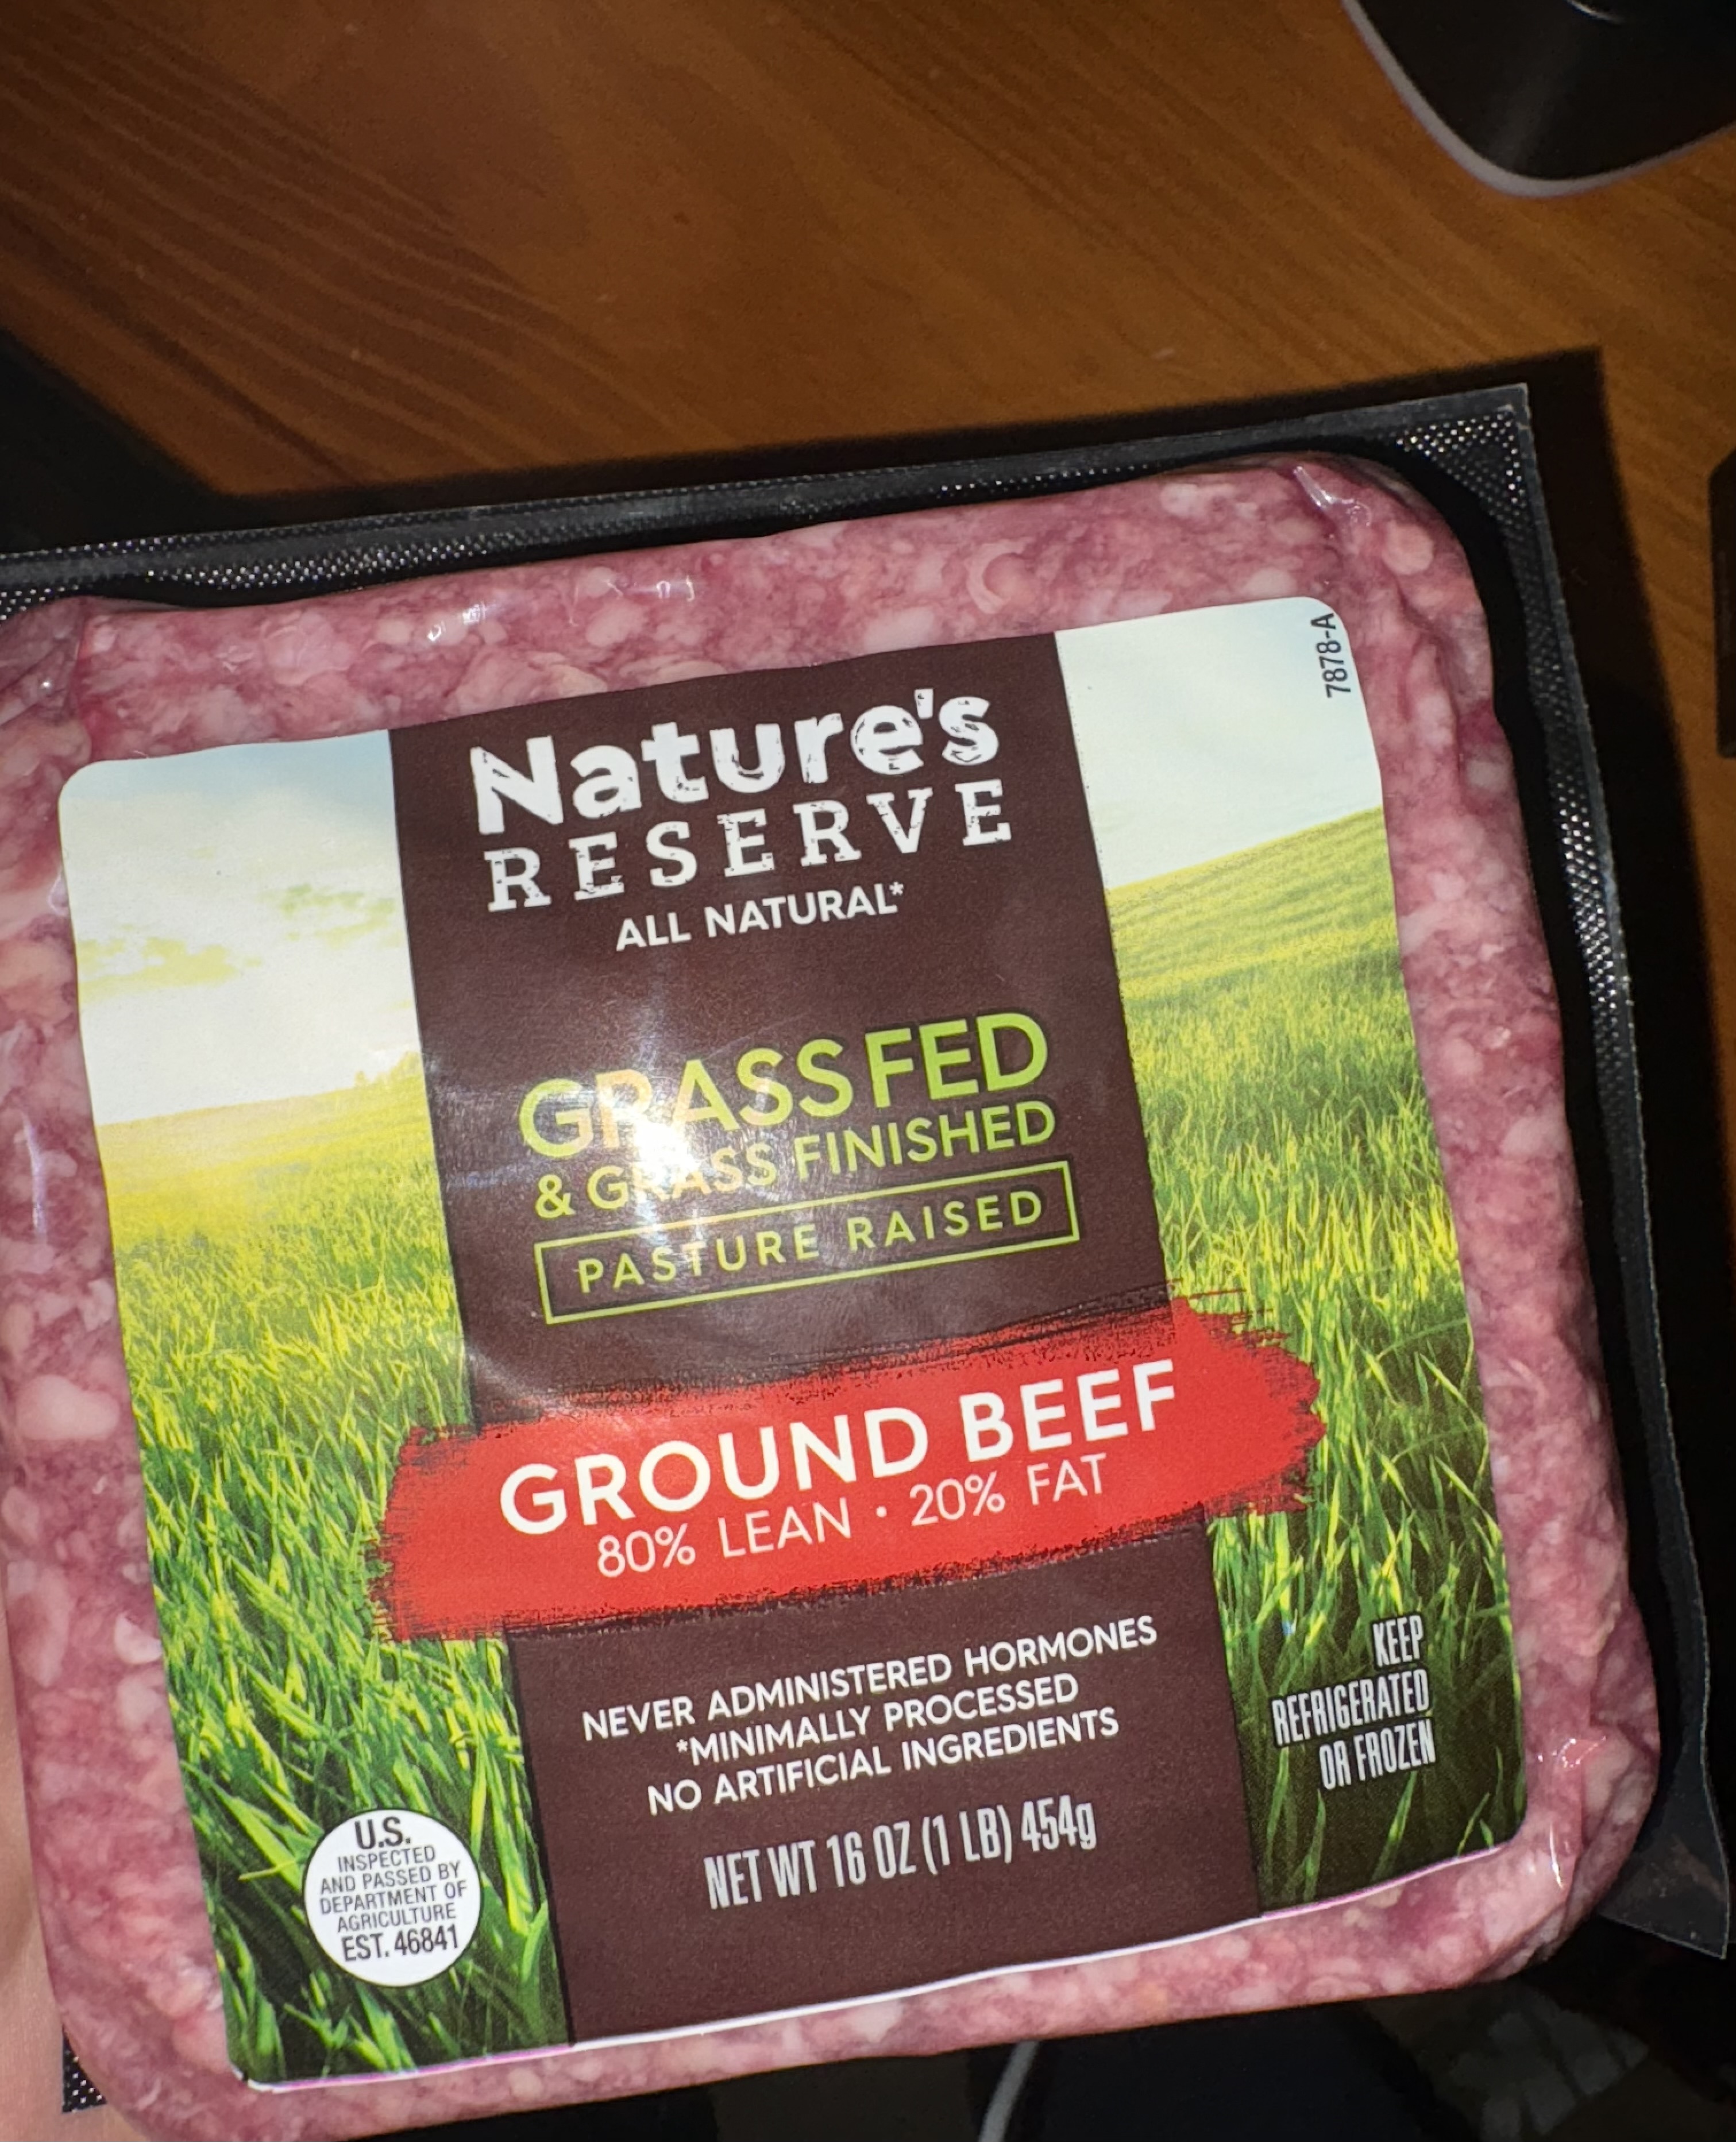 7878-A
Nature's
RESERVE
ALL NATURAL*
GRASSFED
& GRASS FINISHED
PASTURE RAISED
GROUND BEEF
80% LEAN • 20% FAT
NEVER ADMINISTERED HORMONES
*MINIMALLY PROCESSED
NO ARTIFICIAL INGREDIENTS
NET WT 16 OZ (1 LB) 454g
KEEP
REFRIGERATED
OR FROZEN
U.S.
INSPECTED
AND PASSED BY
DEPARTMENT OF
AGRICULTURE
EST. 46841